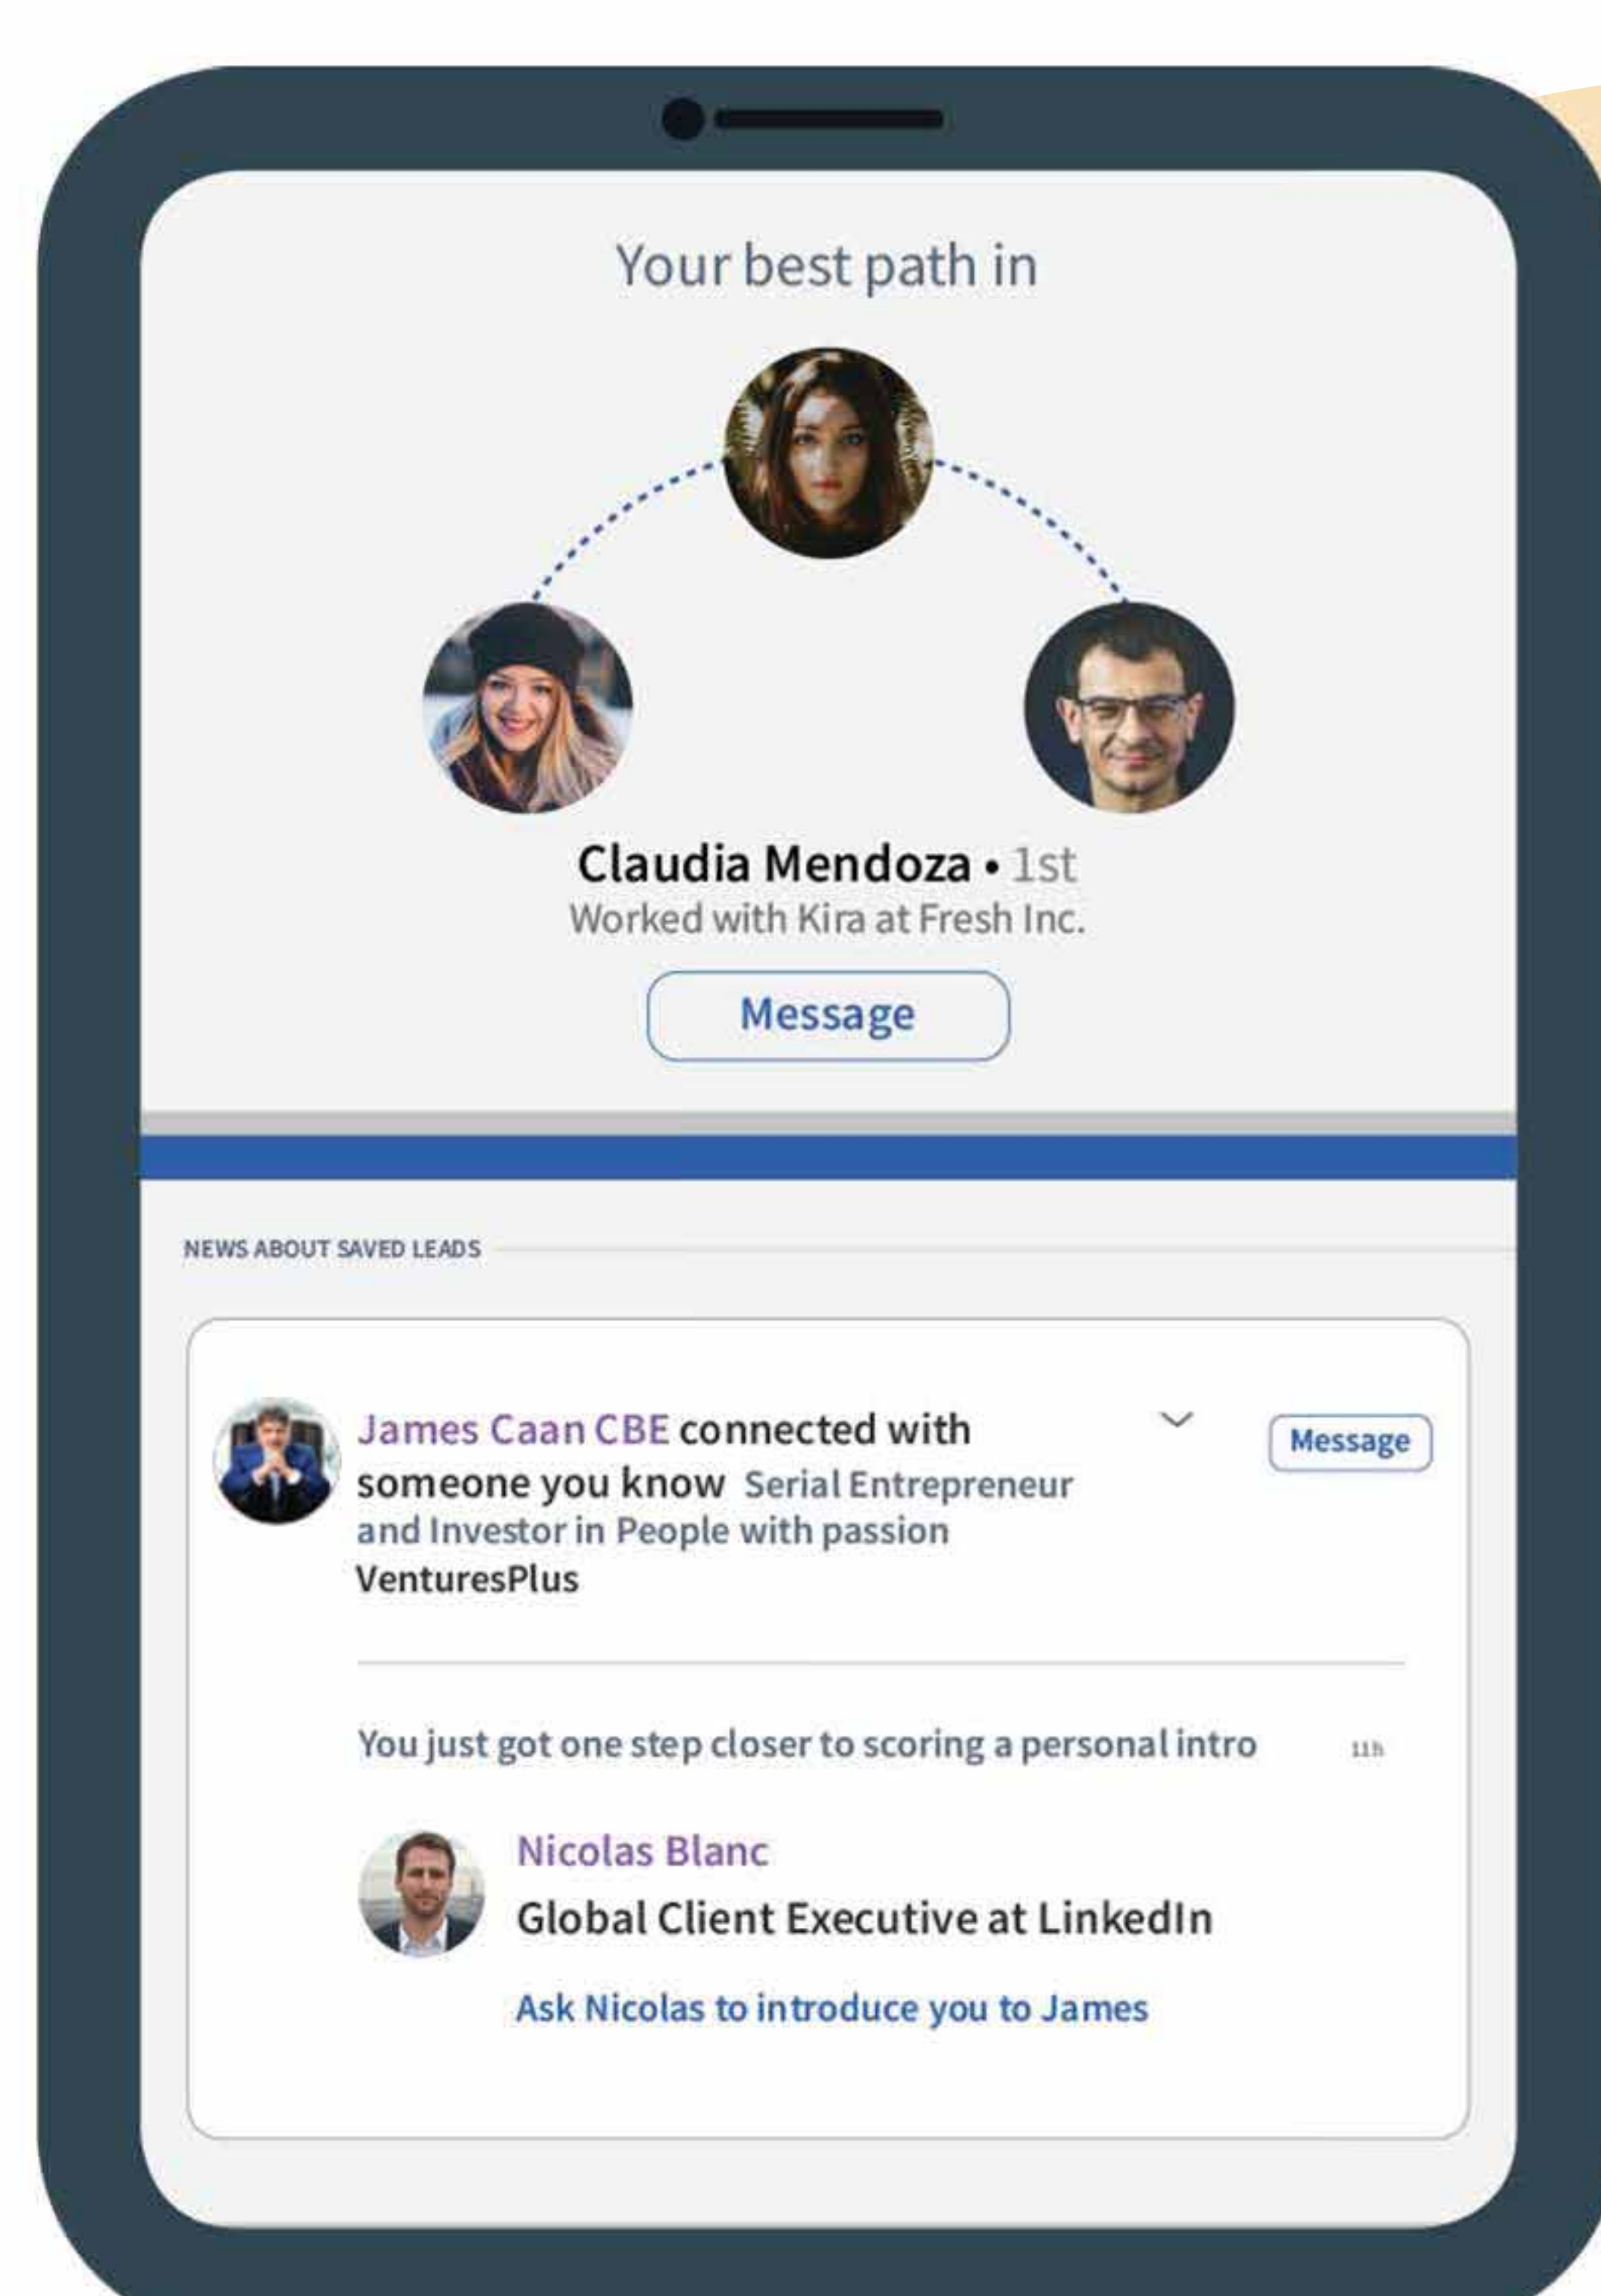 Your best path in
Claudia Mendoza • 1st
Worked with Kira at Fresh Inc.
Message
NEWS ABOUT SAVED LEADS
James Caan CBE connected with
someone you know Serial Entrepreneur
and Investor in People with passion
VenturesPlus
Message
You just got one step closer to scoring a personal intro
11h
Nicolas Blanc
Global Client Executive at LinkedIn
Ask Nicolas to introduce you to James